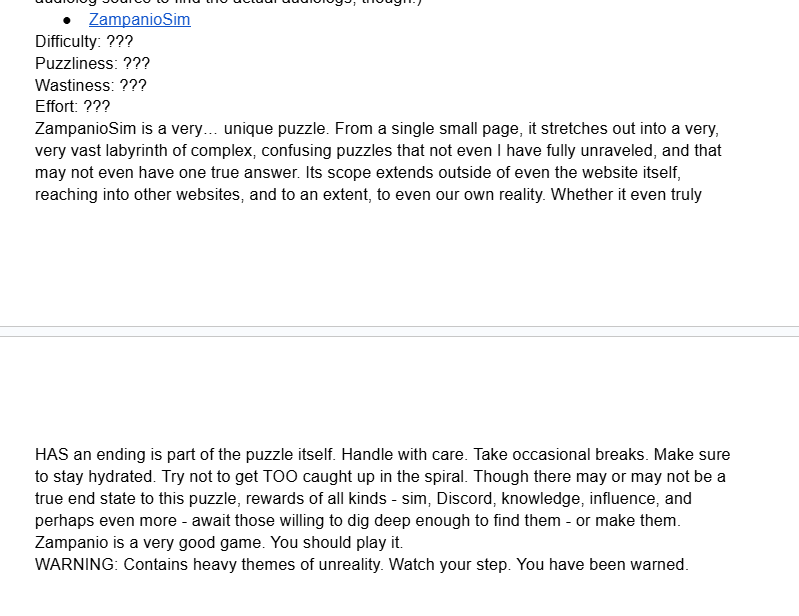 audiolog source to find the actual audiologs, though.)
● ZampanioSim
Difficulty: ???
Puzzliness: ???
Wastiness: ???
Effort: ???
ZampanioSim is a very… unique puzzle. From a single small page, it stretches out into a very,
very vast labyrinth of complex, confusing puzzles that not even I have fully unraveled, and that
may not even have one true answer. Its scope extends outside of even the website itself,
reaching into other websites, and to an extent, to even our own reality. Whether it even truly
HAS an ending is part of the puzzle itself. Handle with care. Take occasional breaks. Make sure
to stay hydrated. Try not to get TOO caught up in the spiral. Though there may or may not be a
true end state to this puzzle, rewards of all kinds - sim, Discord, knowledge, influence, and
perhaps even more - await those willing to dig deep enough to find them - or make them.
Zampanio is a very good game. You should play it.
WARNING: Contains heavy themes of unreality. Watch your step. You have been warned.